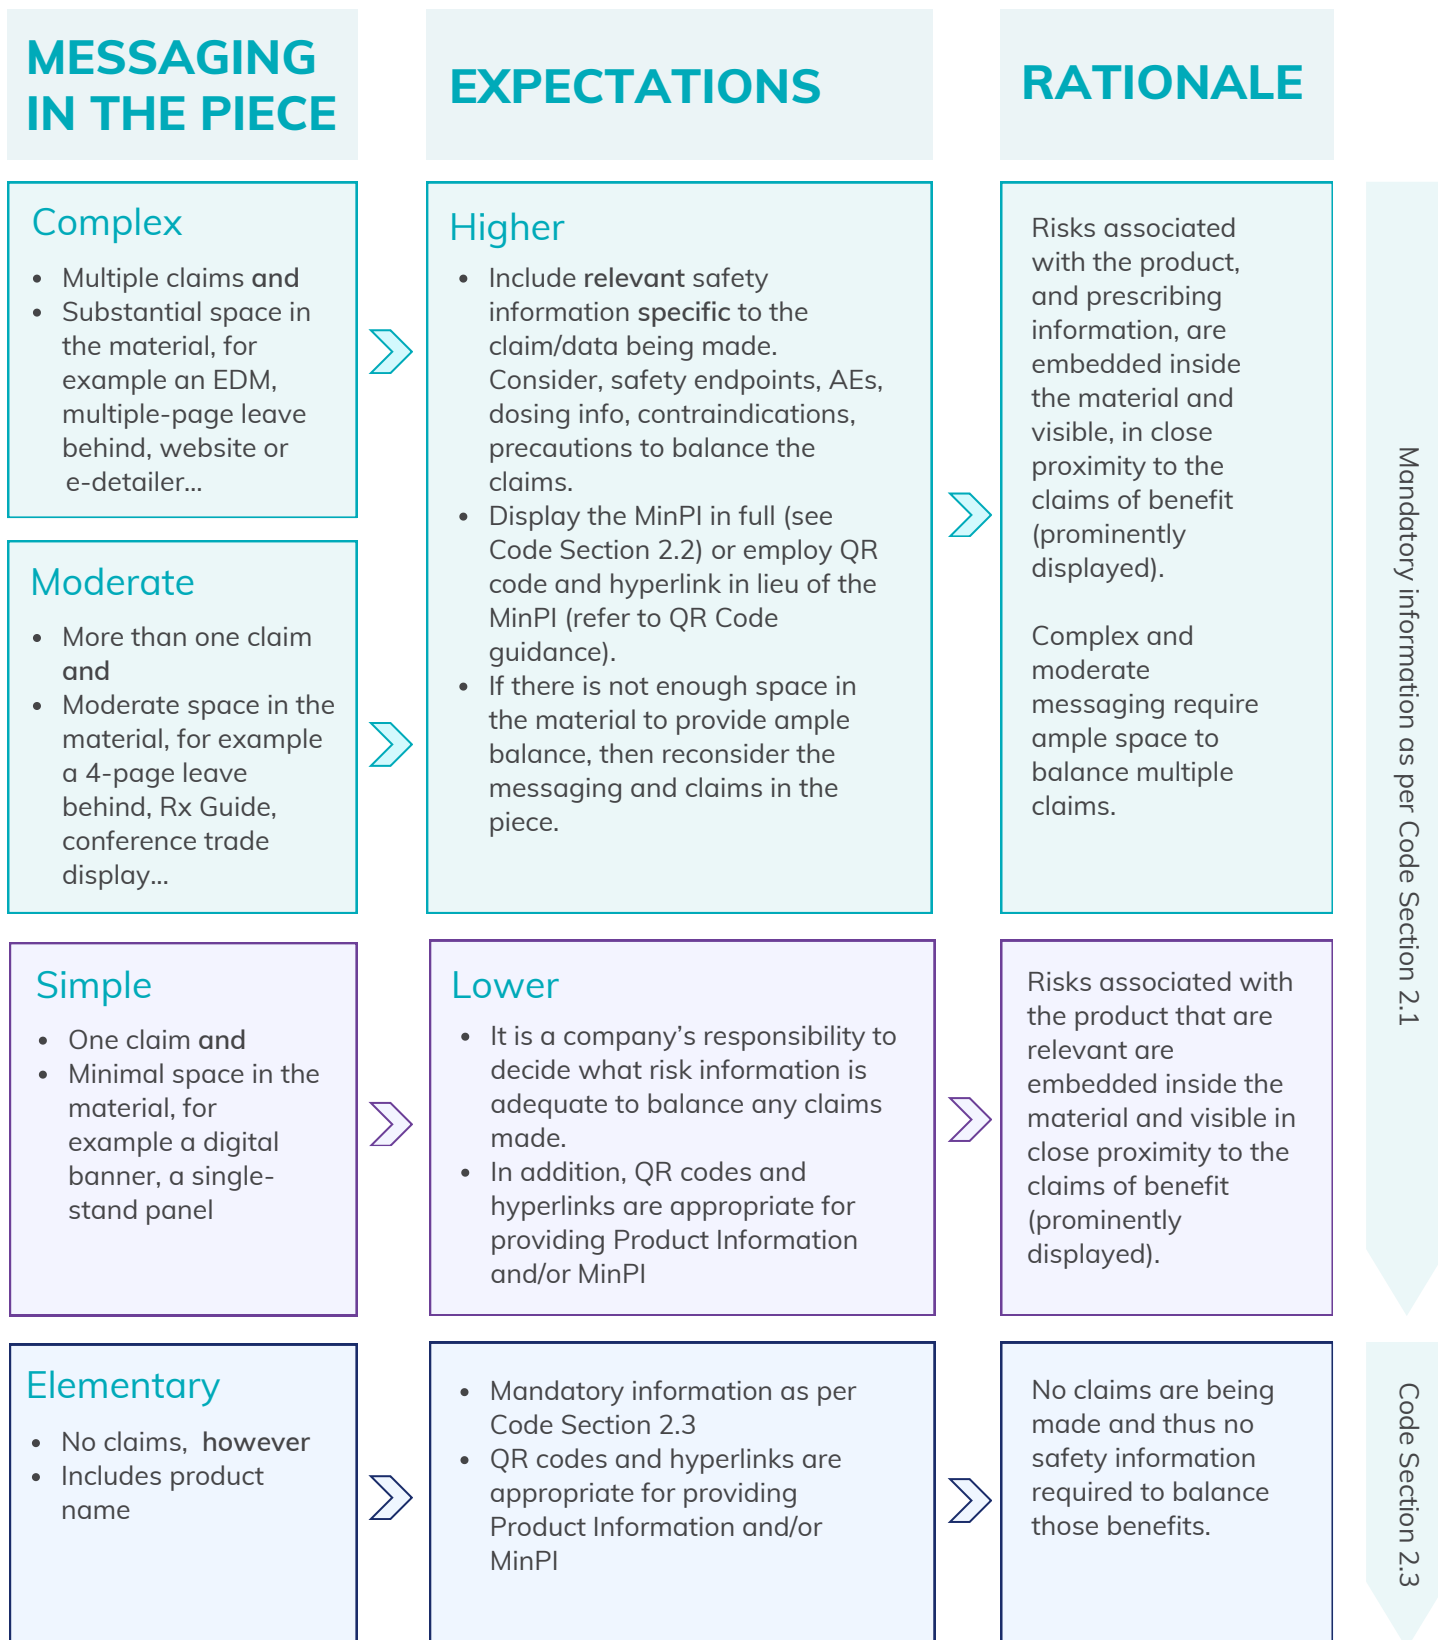 MESSAGING
IN THE PIECE
EXPECTATIONS
RATIONALE
Complex
• Multiple claims and
• Substantial space in
the material, for
example an EDM,
multiple-page leave
behind, website or
e-detailer...
Moderate
• More than one claim
and
• Moderate space in the
material, for example
a 4-page leave
behind, Rx Guide,
conference trade
display...
Higher
• Include relevant safety
information specific to the
claim/data being made.
Consider, safety endpoints, AEs,
dosing info, contraindications,
precautions to balance the
claims.
• Display the MinPI in full (see
Code Section 2.2) or employ QR
code and hyperlink in lieu of the
MinPI (refer to QR Code
guidance).
• If there is not enough space in
the material to provide ample
balance, then reconsider the
messaging and claims in the
piece.
Risks associated
with the product,
and prescribing
information, are
embedded inside
the material and
visible, in close
proximity to the
claims of benefit
(prominently
displayed).
Complex and
moderate
messaging require
ample space to
balance multiple
claims.
Simple
• One claim and
• Minimal space in the
material, for
example a digital
banner, a single-
stand panel
Lower
• It is a company's responsibility to
decide what risk information is
adequate to balance any claims
made.
• In addition, QR codes and
hyperlinks are appropriate for
providing Product Information
and/or MinPI
Risks associated with
the product that are
relevant are
embedded inside the
material and visible in
close proximity to the
claims of benefit
(prominently
displayed).
Mandatory information as per Code Section 2.1
Elementary
• No claims, however
• Includes product
name
• Mandatory information as per
Code Section 2.3
• QR codes and hyperlinks are
appropriate for providing
Product Information and/or
MinPI
No claims are being
made and thus no
safety information
required to balance
those benefits.
Code Section 2.3